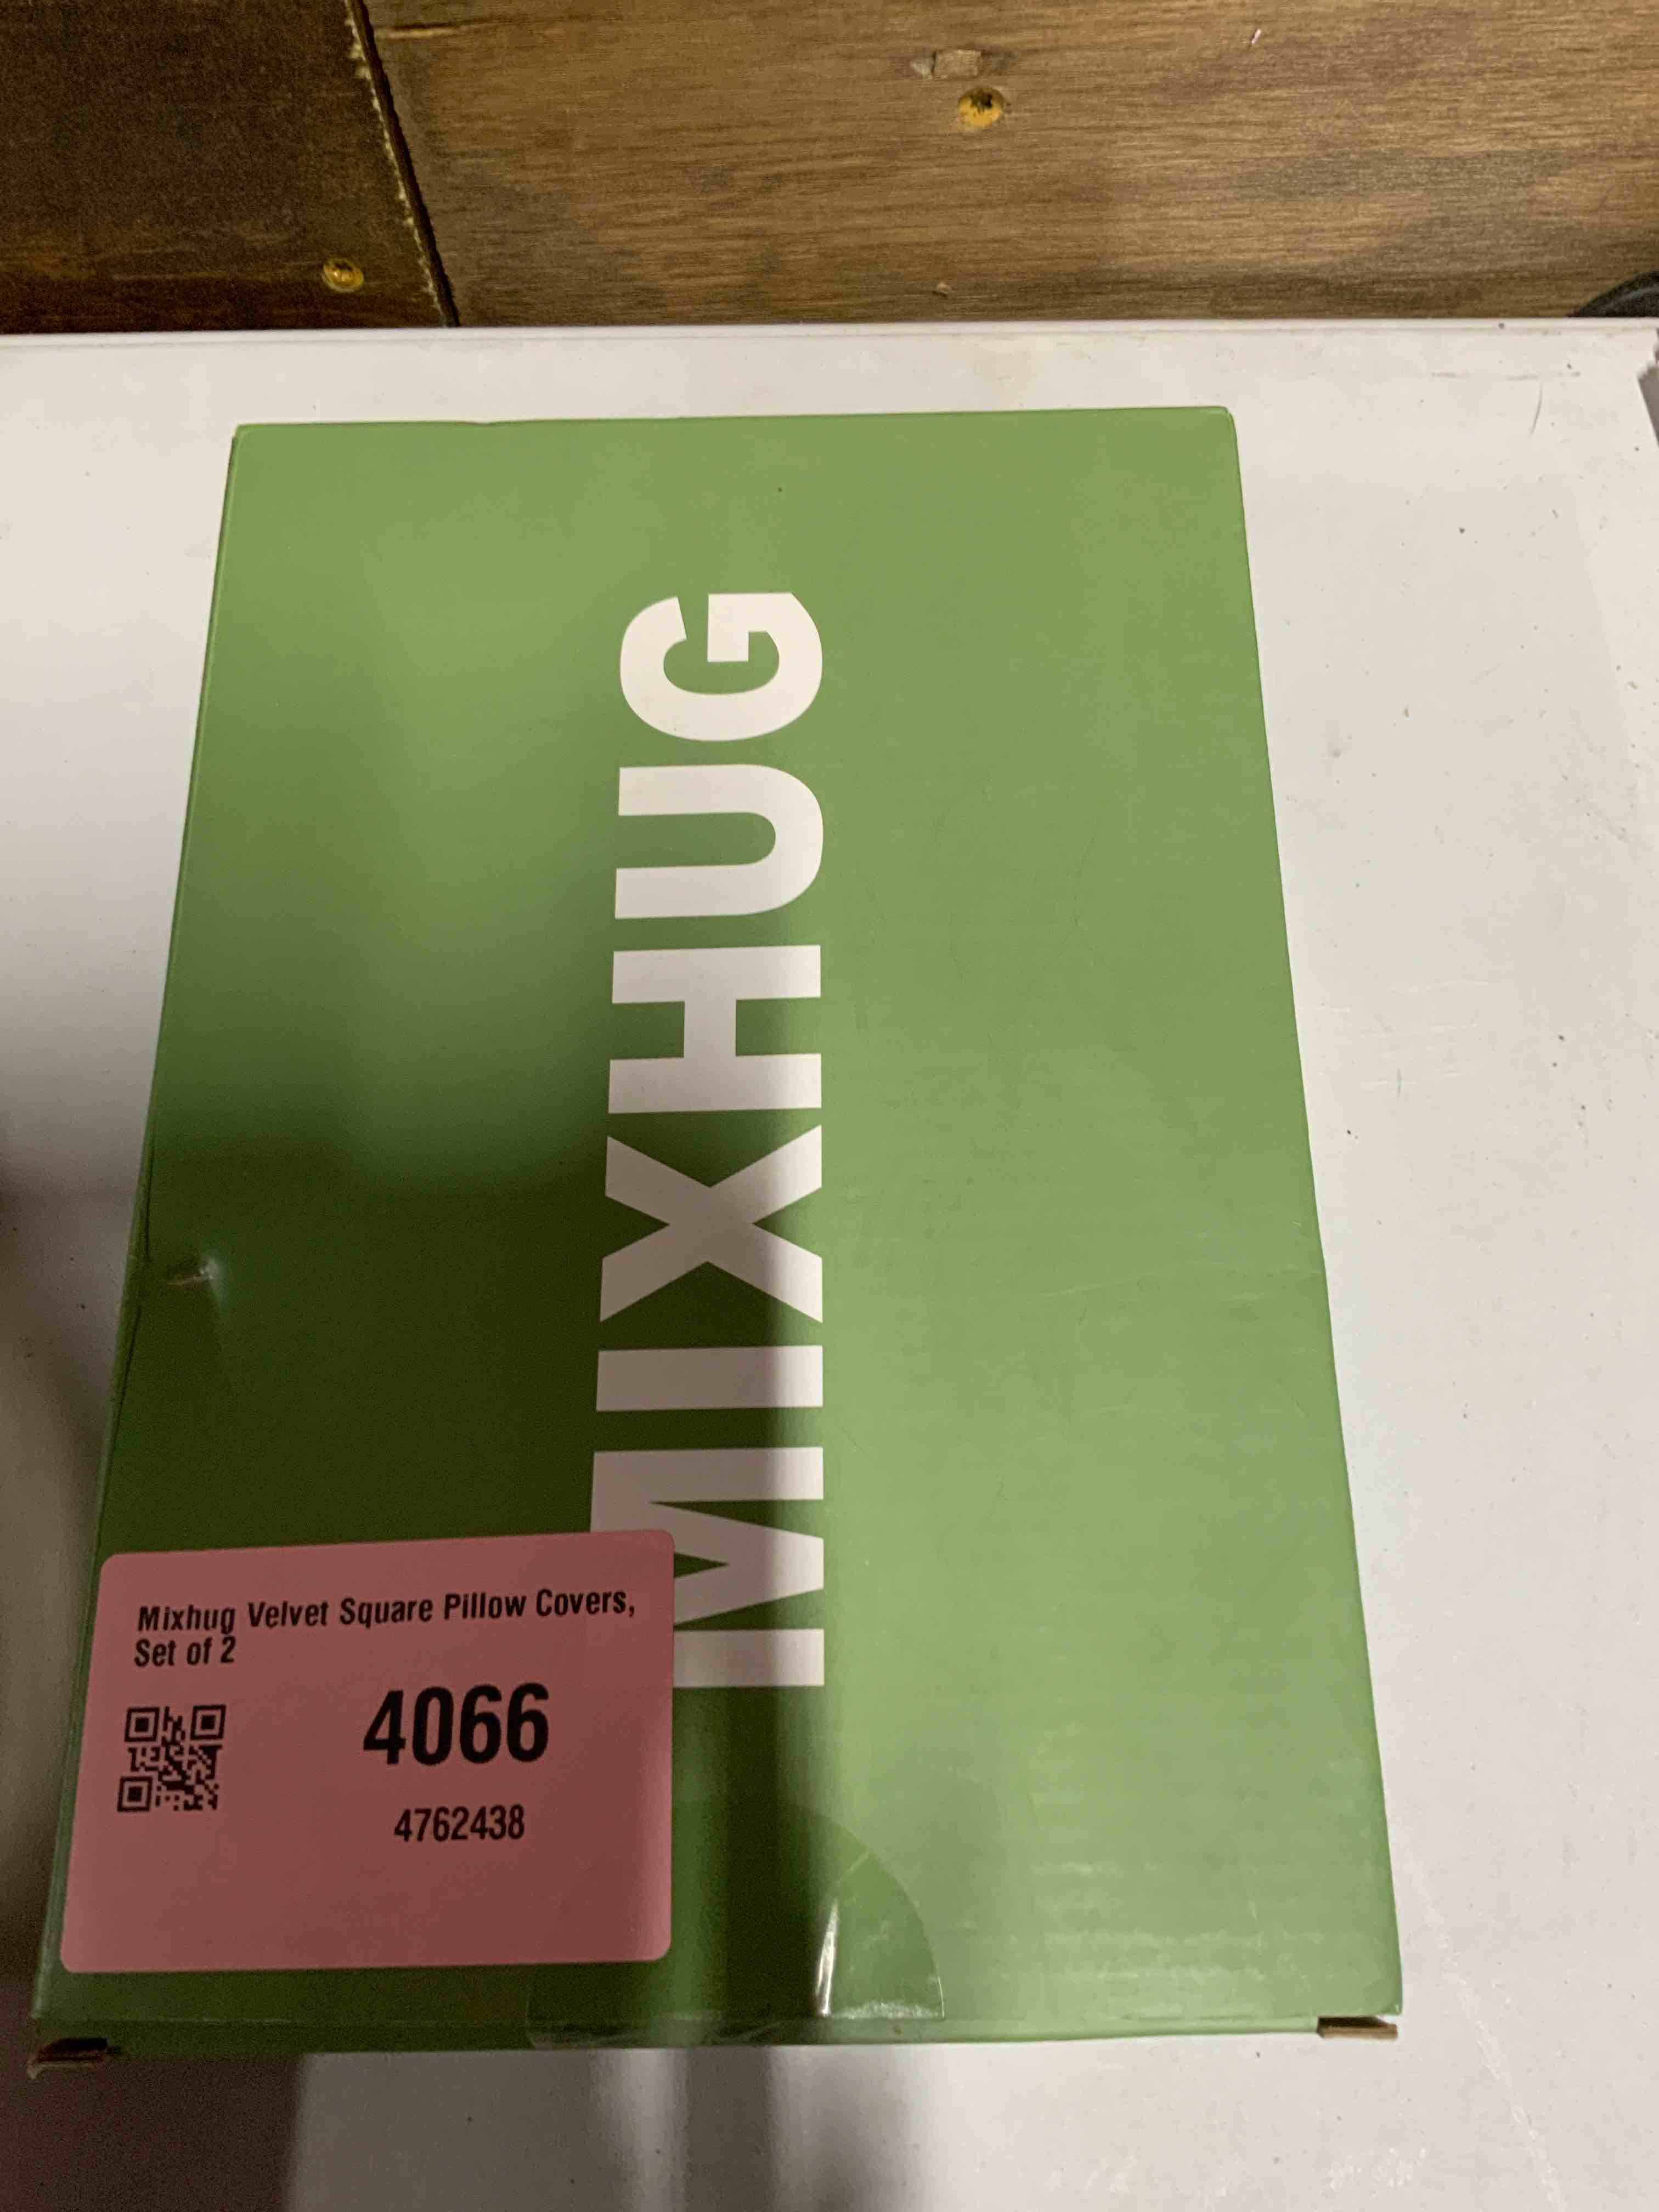 MIXHUG
Mixhug Velvet Square Pillow Covers,
Set of 2
4066
4762438